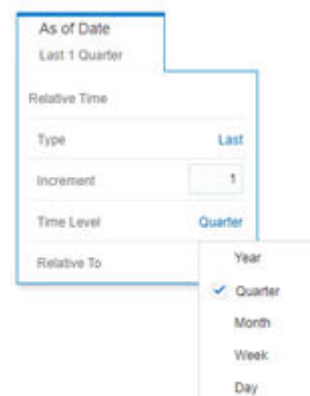 As of Date
Last 1 Quarter
Relative Time
Type Last
Increment 1
Time Level Quarter
Relative To
Year
Quarter
Month
Week
Day